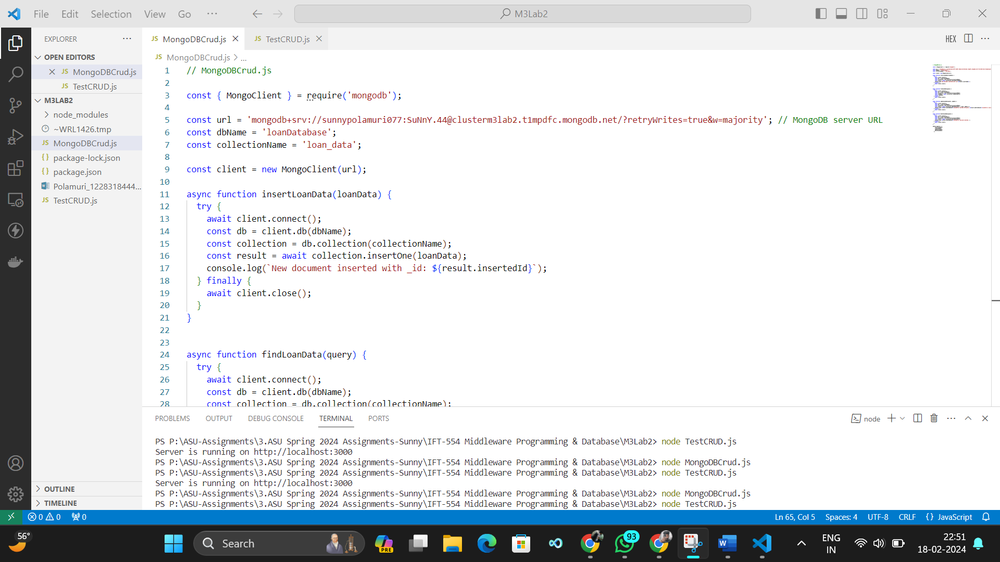 File Edit Selection View Go ··· M3Lab2
EXPLORER ···
OPEN EDITORS
JS MongoDBCrud.js
JS TestCRUD.js
M3LAB2
node_modules
~WRL1426.tmp
JS MongoDBCrud.js
{} package-lock.json
{} package.json
Polamuri_1228318444...
JS TestCRUD.js
OUTLINE
TIMELINE
JS MongoDBCrud.js JS TestCRUD.js HEX ···
JS MongoDBCrud.js > ...
1 // MongoDBCrud.js
2
3 const { MongoClient } = require('mongodb');
4
5 const url = 'mongodb+srv://sunnypolamuri077:SuNnY.44@clusterm3lab2.t1mpdfc.mongodb.net/?retryWrites=true&w=majority'; // MongoDB server URL
6 const dbName = 'loanDatabase';
7 const collectionName = 'loan_data';
8
9 const client = new MongoClient(url);
10
11 async function insertLoanData(loanData) {
12 try {
13 await client.connect();
14 const db = client.db(dbName);
15 const collection = db.collection(collectionName);
16 const result = await collection.insertOne(loanData);
17 console.log(`New document inserted with _id: ${result.insertedId}`);
18 } finally {
19 await client.close();
20 }
21 }
22
23
24 async function findLoanData(query) {
25 try {
26 await client.connect();
27 const db = client.db(dbName);
28 const collection = db.collection(collectionName);
PROBLEMS OUTPUT DEBUG CONSOLE TERMINAL PORTS node ···
PS P:\ASU-Assignments\3.ASU Spring 2024 Assignments-Sunny\IFT-554 Middleware Programming & Database\M3Lab2> node TestCRUD.js
Server is running on http://localhost:3000
PS P:\ASU-Assignments\3.ASU Spring 2024 Assignments-Sunny\IFT-554 Middleware Programming & Database\M3Lab2> node MongoDBCrud.js
PS P:\ASU-Assignments\3.ASU Spring 2024 Assignments-Sunny\IFT-554 Middleware Programming & Database\M3Lab2> node TestCRUD.js
Server is running on http://localhost:3000
PS P:\ASU-Assignments\3.ASU Spring 2024 Assignments-Sunny\IFT-554 Middleware Programming & Database\M3Lab2> node MongoDBCrud.js
PS P:\ASU-Assignments\3.ASU Spring 2024 Assignments-Sunny\IFT-554 Middleware Programming & Database\M3Lab2> node TestCRUD.js
0 0 0 Ln 65, Col 5 Spaces: 4 UTF-8 CRLF {} JavaScript
56° Search PRE 93 W ENG
IN
22:51
18-02-2024